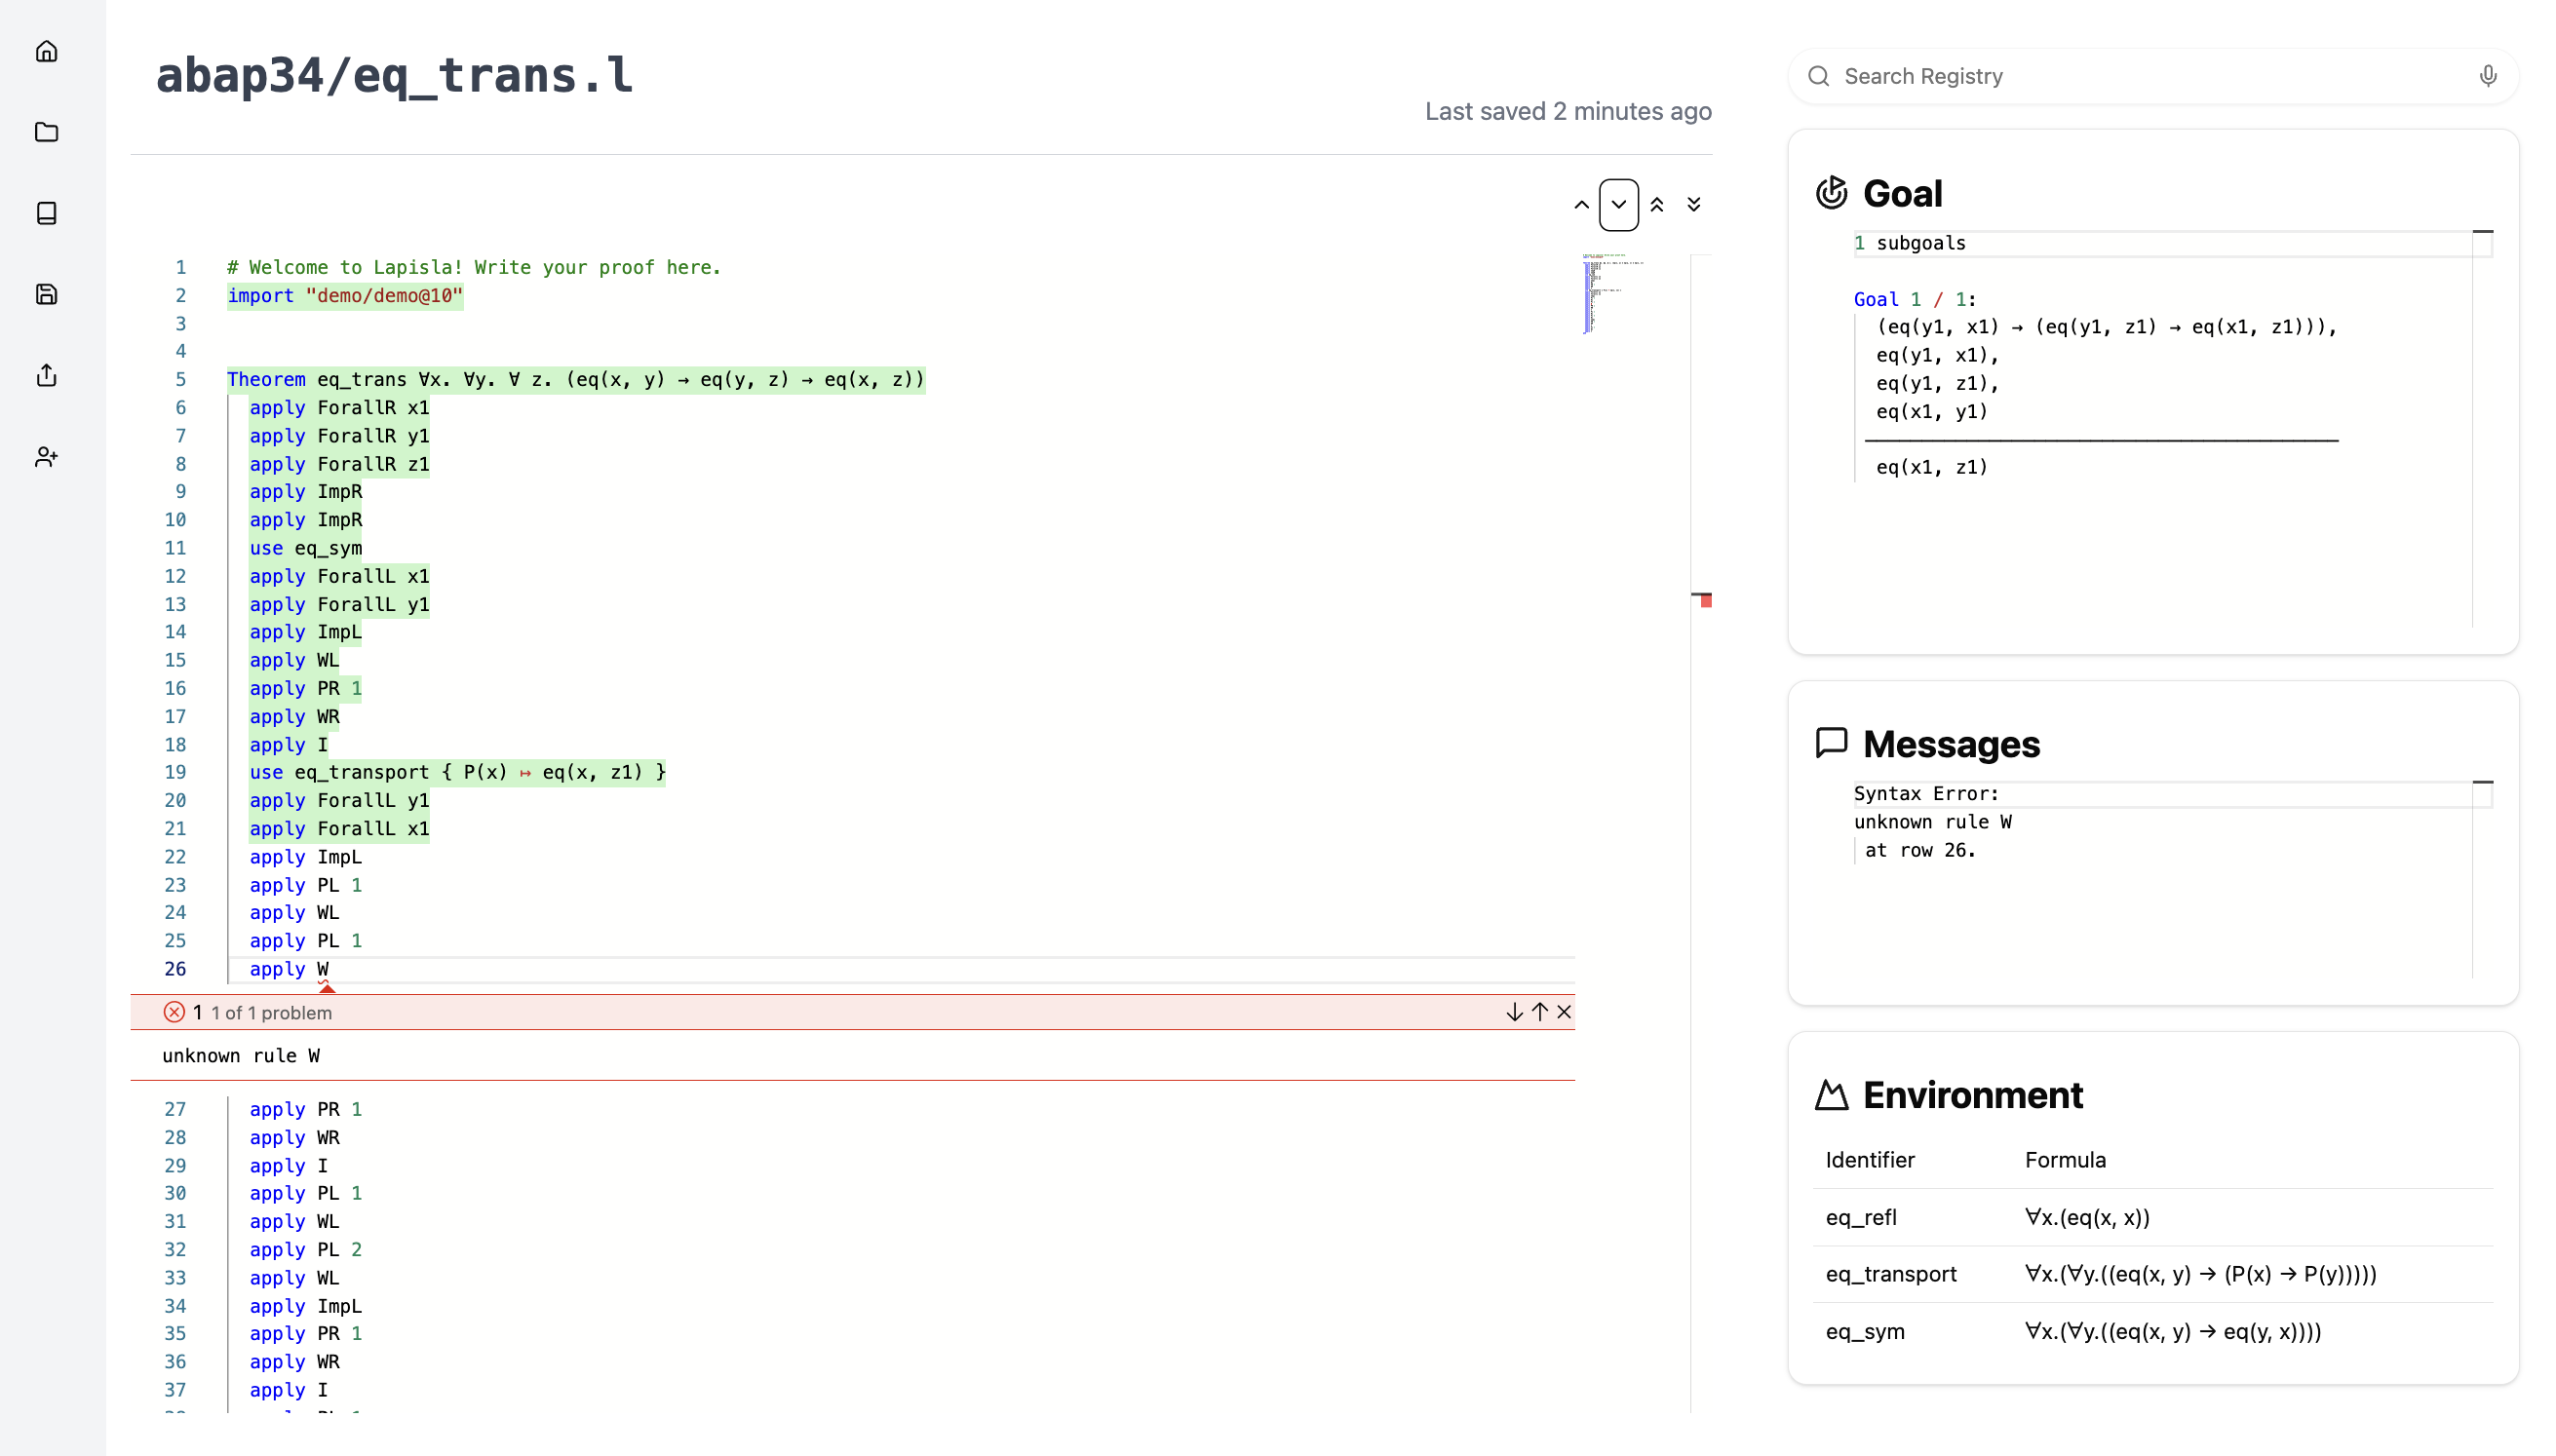 abap34/eq_trans.l
Last saved 2 minutes ago
1 # Welcome to Lapisla! Write your proof here.
2 import "demo/demo@10"
3
4
5 Theorem eq_trans ∀x. ∀y. ∀ z. (eq(x, y) → eq(y, z) → eq(x, z))
6 apply ForallR x1
7 apply ForallR y1
8 apply ForallR z1
9 apply ImpR
10 apply ImpR
11 use eq_sym
12 apply ForallL x1
13 apply ForallL y1
14 apply ImpL
15 apply WL
16 apply PR 1
17 apply WR
18 apply I
19 use eq_transport { P(x) ↦ eq(x, z1) }
20 apply ForallL y1
21 apply ForallL x1
22 apply ImpL
23 apply PL 1
24 apply WL
25 apply PL 1
26 apply W
1 1 of 1 problem
unknown rule W
27 apply PR 1
28 apply WR
29 apply I
30 apply PL 1
31 apply WL
32 apply PL 2
33 apply WL
34 apply ImpL
35 apply PR 1
36 apply WR
37 apply I
Search Registry
Goal
1 subgoals
Goal 1 / 1:
(eq(y1, x1) → (eq(y1, z1) → eq(x1, z1))),
eq(y1, x1),
eq(y1, z1),
eq(x1, y1)
eq(x1, z1)
Messages
Syntax Error:
unknown rule W
at row 26.
Environment
Identifier Formula
eq_refl ∀x.(eq(x, x))
eq_transport ∀x.(∀y.((eq(x, y) → (P(x) → P(y)))))
eq_sym ∀x.(∀y.((eq(x, y) → eq(y, x))))